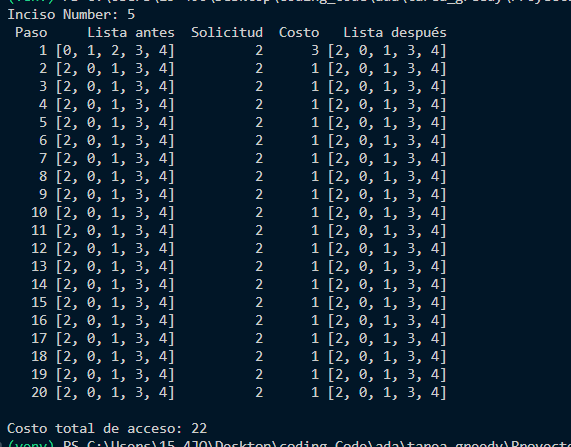 Inciso Number: 5
Paso Lista antes Solicitud Costo Lista después
1 [0, 1, 2, 3, 4] 2 3 [2, 0, 1, 3, 4]
2 [2, 0, 1, 3, 4] 2 1 [2, 0, 1, 3, 4]
3 [2, 0, 1, 3, 4] 2 1 [2, 0, 1, 3, 4]
4 [2, 0, 1, 3, 4] 2 1 [2, 0, 1, 3, 4]
5 [2, 0, 1, 3, 4] 2 1 [2, 0, 1, 3, 4]
6 [2, 0, 1, 3, 4] 2 1 [2, 0, 1, 3, 4]
7 [2, 0, 1, 3, 4] 2 1 [2, 0, 1, 3, 4]
8 [2, 0, 1, 3, 4] 2 1 [2, 0, 1, 3, 4]
9 [2, 0, 1, 3, 4] 2 1 [2, 0, 1, 3, 4]
10 [2, 0, 1, 3, 4] 2 1 [2, 0, 1, 3, 4]
11 [2, 0, 1, 3, 4] 2 1 [2, 0, 1, 3, 4]
12 [2, 0, 1, 3, 4] 2 1 [2, 0, 1, 3, 4]
13 [2, 0, 1, 3, 4] 2 1 [2, 0, 1, 3, 4]
14 [2, 0, 1, 3, 4] 2 1 [2, 0, 1, 3, 4]
15 [2, 0, 1, 3, 4] 2 1 [2, 0, 1, 3, 4]
16 [2, 0, 1, 3, 4] 2 1 [2, 0, 1, 3, 4]
17 [2, 0, 1, 3, 4] 2 1 [2, 0, 1, 3, 4]
18 [2, 0, 1, 3, 4] 2 1 [2, 0, 1, 3, 4]
19 [2, 0, 1, 3, 4] 2 1 [2, 0, 1, 3, 4]
20 [2, 0, 1, 3, 4] 2 1 [2, 0, 1, 3, 4]
Costo total de acceso: 22